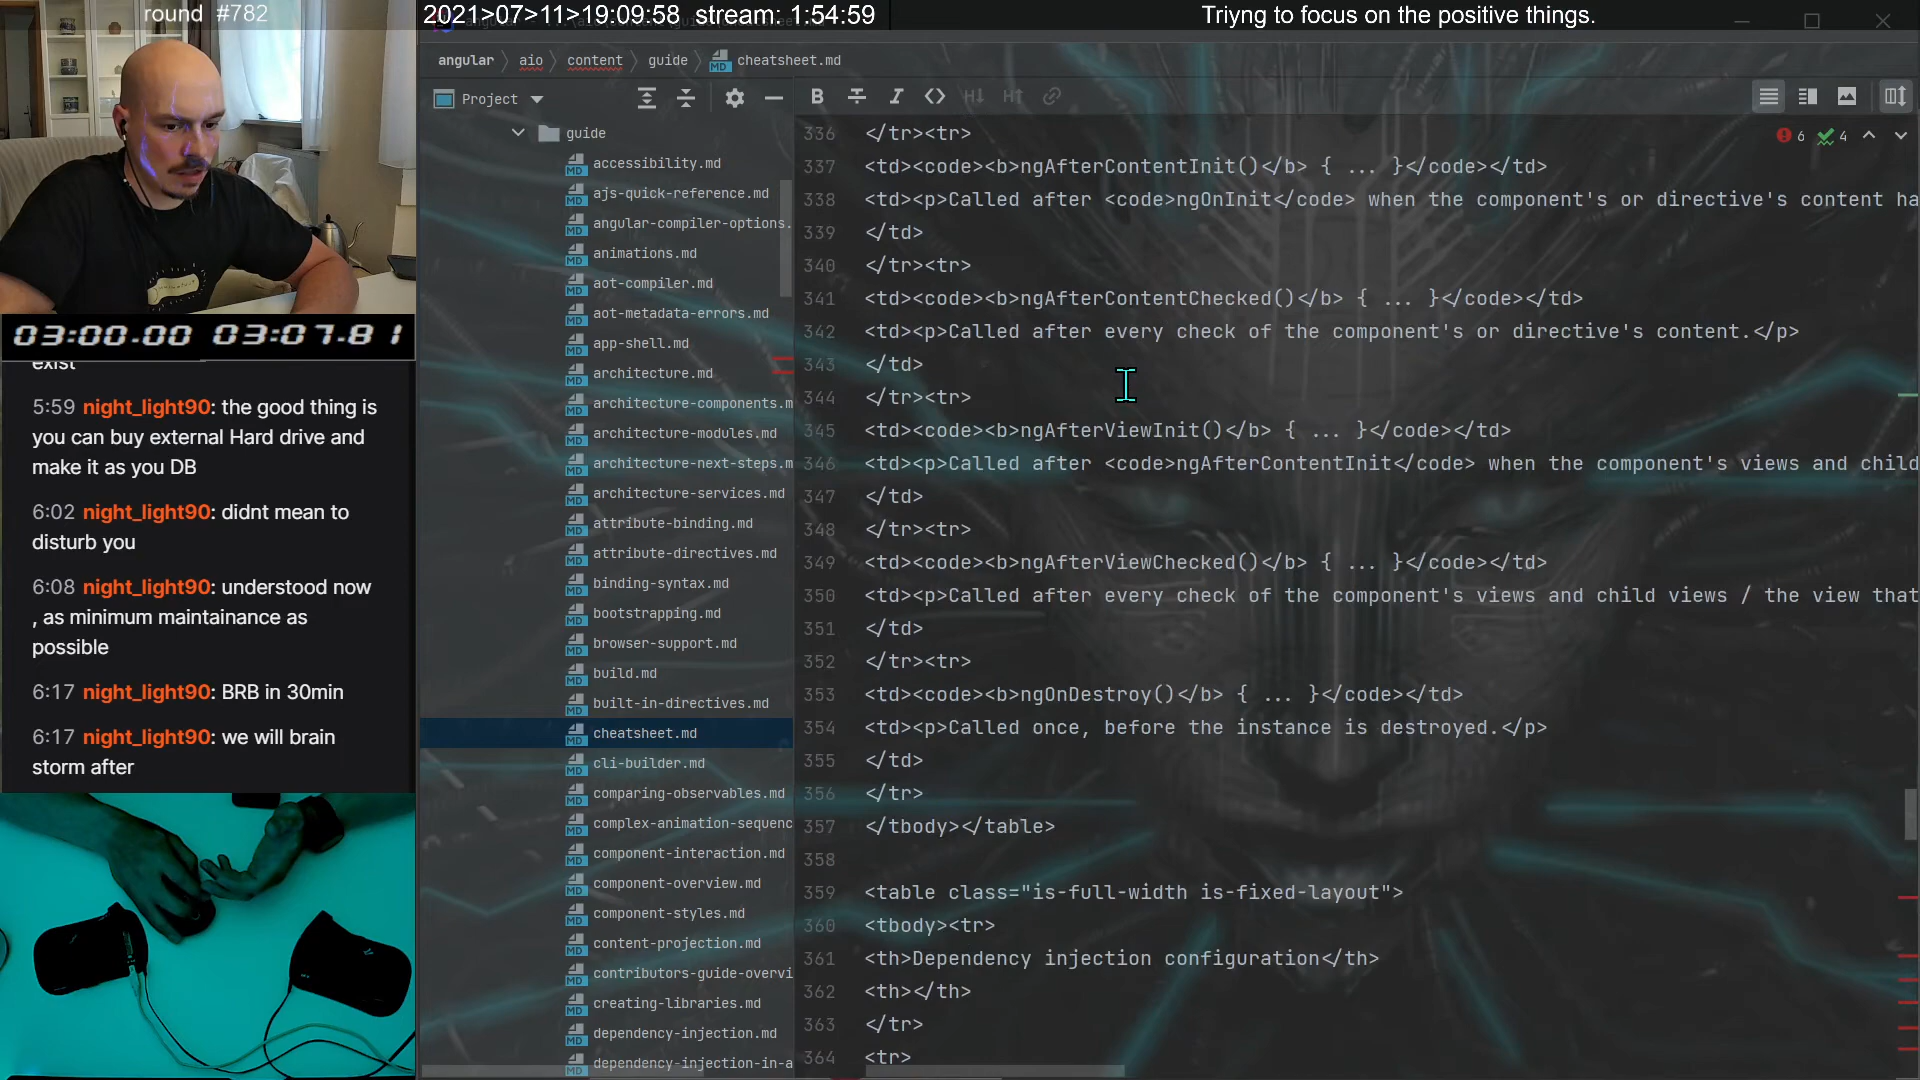 round #782
2021>07>11>19:09:58 stream: 1:54:59
Triyng to focus on the positive things.
03:00.00 03:07.81
exist
5:59 night_light90: the good thing is
you can buy external Hard drive and
make it as you DB
6:02 night_light90: didnt mean to
disturb you
6:08 night_light90: understood now
, as minimum maintainance as
possible
6:17 night_light90: BRB in 30min
6:17 night_light90: we will brain
storm after
angular aio content guide cheatsheet.md
Project
guide
accessibility.md
ajs-quick-reference.md
angular-compiler-options.
animations.md
aot-compiler.md
aot-metadata-errors.md
app-shell.md
architecture.md
architecture-components.m
architecture-modules.md
architecture-next-steps.m
architecture-services.md
attribute-binding.md
attribute-directives.md
binding-syntax.md
bootstrapping.md
browser-support.md
build.md
built-in-directives.md
cheatsheet.md
cli-builder.md
comparing-observables.md
complex-animation-sequenc
component-interaction.md
component-overview.md
component-styles.md
content-projection.md
contributors-guide-overvi
creating-libraries.md
dependency-injection.md
dependency-injection-in-a
B I <> H↓ H↑
6 4
336 </tr><tr>
337 <td><code><b>ngAfterContentInit()</b> { ... }</code></td>
338 <td><p>Called after <code>ngOnInit</code> when the component's or directive's content ha
339 </td>
340 </tr><tr>
341 <td><code><b>ngAfterContentChecked()</b> { ... }</code></td>
342 <td><p>Called after every check of the component's or directive's content.</p>
343 </td>
344 </tr><tr>
345 <td><code><b>ngAfterViewInit()</b> { ... }</code></td>
346 <td><p>Called after <code>ngAfterContentInit</code> when the component's views and child
347 </td>
348 </tr><tr>
349 <td><code><b>ngAfterViewChecked()</b> { ... }</code></td>
350 <td><p>Called after every check of the component's views and child views / the view that
351 </td>
352 </tr><tr>
353 <td><code><b>ngOnDestroy()</b> { ... }</code></td>
354 <td><p>Called once, before the instance is destroyed.</p>
355 </td>
356 </tr>
357 </tbody></table>
358
359 <table class="is-full-width is-fixed-layout">
360 <tbody><tr>
361 <th>Dependency injection configuration</th>
362 <th></th>
363 </tr>
364 <tr>